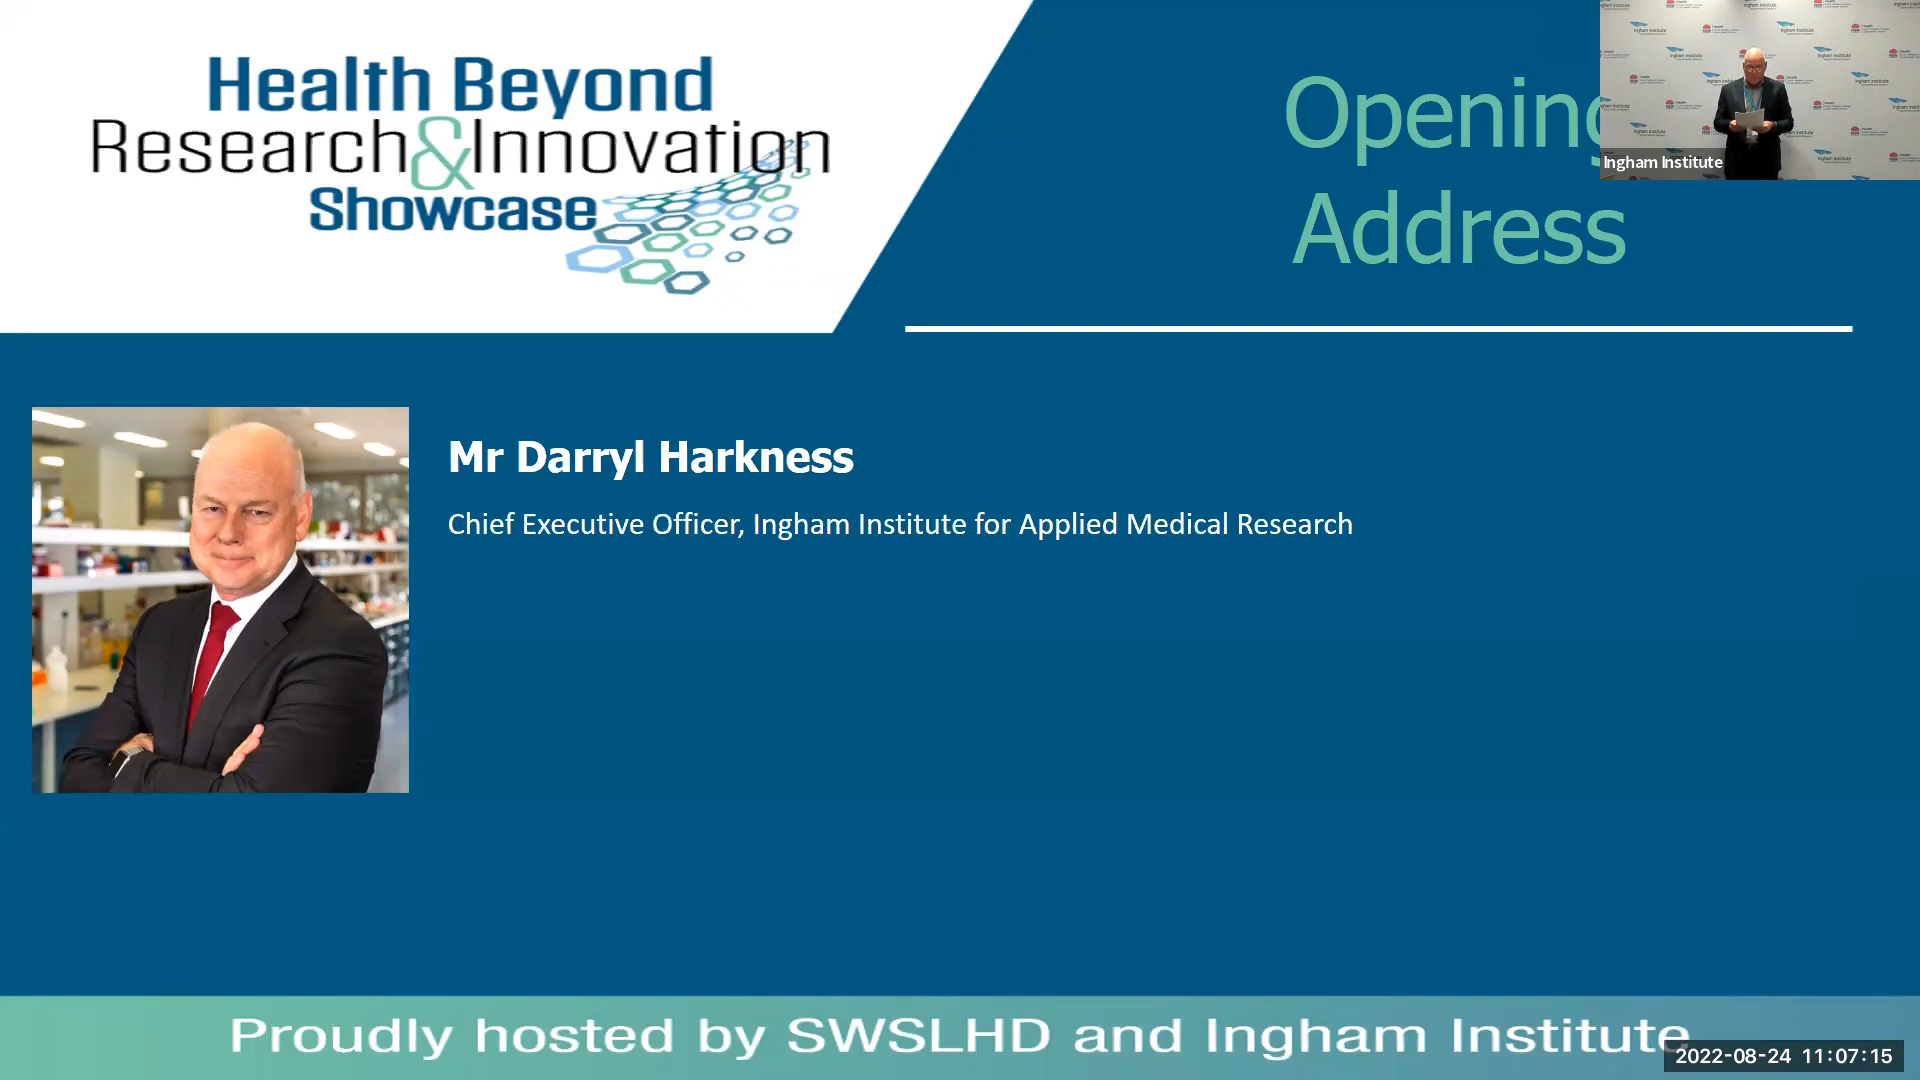 Health Beyond
Research&Innovation
Showcase
Opening
Address
Ingham Institute
Mr Darryl Harkness
Chief Executive Officer, Ingham Institute for Applied Medical Research
Proudly hosted by SWSLHD and Ingham Institute
2022-08-24 11:07:15